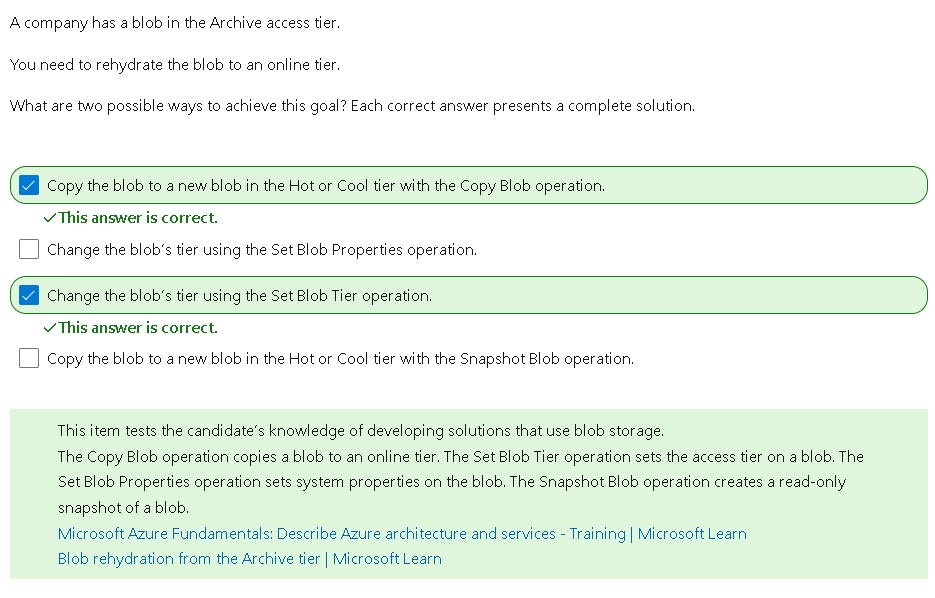 A company has a blob in the Archive access tier.
You need to rehydrate the blob to an online tier.
What are two possible ways to achieve this goal? Each correct answer presents a complete solution.
Copy the blob to a new blob in the Hot or Cool tier with the Copy Blob operation.
This answer is correct.
Change the blob's tier using the Set Blob Properties operation.
Change the blob's tier using the Set Blob Tier operation.
This answer is correct.
Copy the blob to a new blob in the Hot or Cool tier with the Snapshot Blob operation.
This item tests the candidate's knowledge of developing solutions that use blob storage.
The Copy Blob operation copies a blob to an online tier. The Set Blob Tier operation sets the access tier on a blob. The
Set Blob Properties operation sets system properties on the blob. The Snapshot Blob operation creates a read-only
snapshot of a blob.
Microsoft Azure Fundamentals: Describe Azure architecture and services - Training | Microsoft Learn
Blob rehydration from the Archive tier | Microsoft Learn